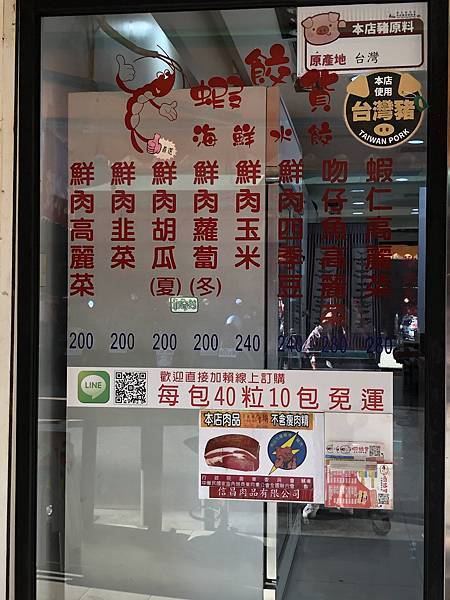 本店豬原料
原產地 台灣
本店
使用
台灣豬
TAIWAN PORK
蝦餃貨
海鮮水餃
蝦仁高麗菜
吻仔魚高麗菜
鮮肉四季豆
鮮肉玉米
鮮肉蘿蔔(冬)
鮮肉胡瓜(夏)
鮮肉韭菜
鮮肉高麗菜
200 200 200 200 240 240 280 280
LINE
歡迎直接加賴線上訂購
每包40粒10包免運
本店肉品
不含瘦肉精
信昌肉品有限公司